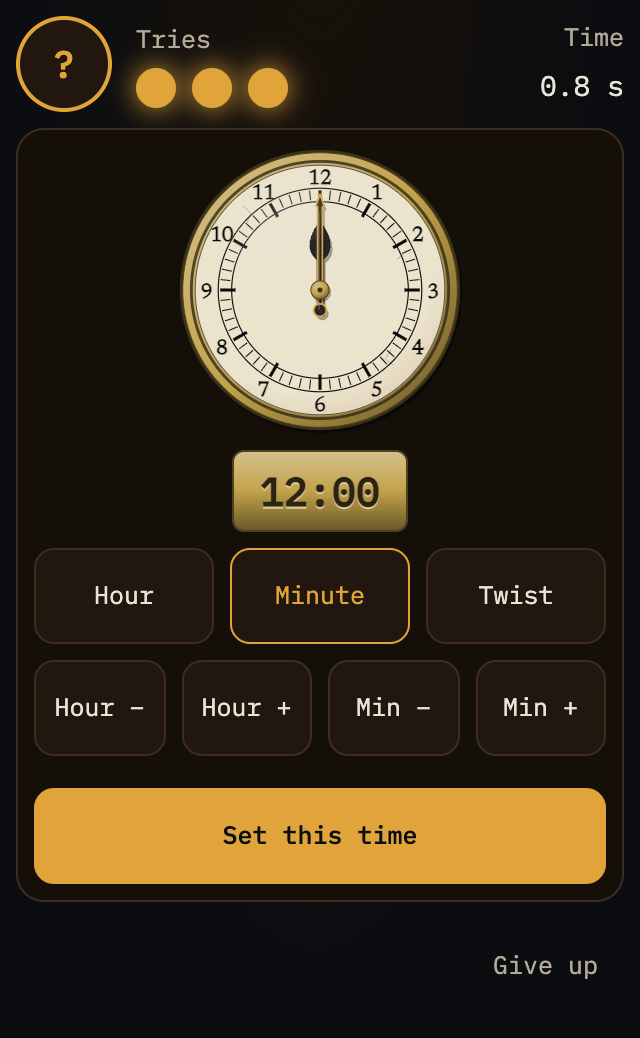 ?
Tries
Time
0.8 s
12
1
2
3
4
5
6
7
8
9
10
11
12:00
Hour
Minute
Twist
Hour −
Hour +
Min −
Min +
Set this time
Give up